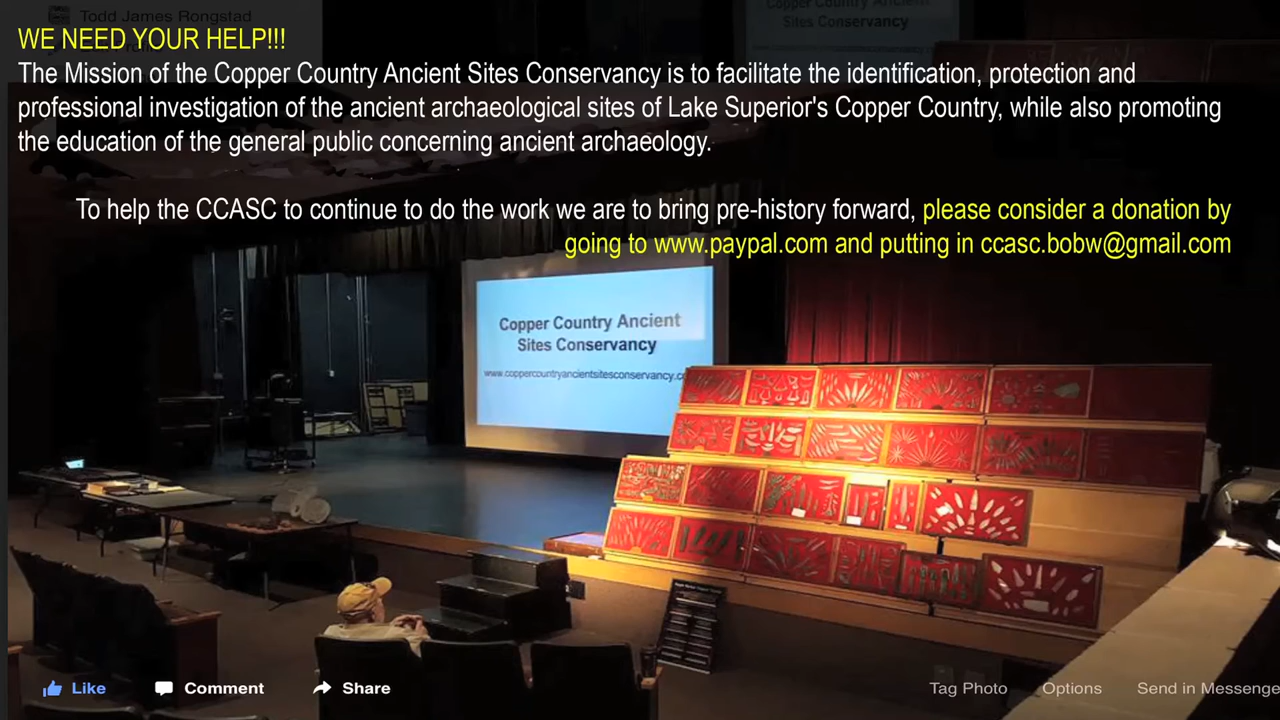 Todd James Rongstad
WE NEED YOUR HELP!!!
The Mission of the Copper Country Ancient Sites Conservancy is to facilitate the identification, protection and
professional investigation of the ancient archaeological sites of Lake Superior's Copper Country, while also promoting
the education of the general public concerning ancient archaeology.
To help the CCASC to continue to do the work we are to bring pre-history forward, please consider a donation by
going to www.paypal.com and putting in ccasc.bobw@gmail.com
Copper Country Ancient
Sites Conservancy
www.coppercountryancientsitesconservancy.c
Like
Comment
Share
Tag Photo
Options
Send in Messenge